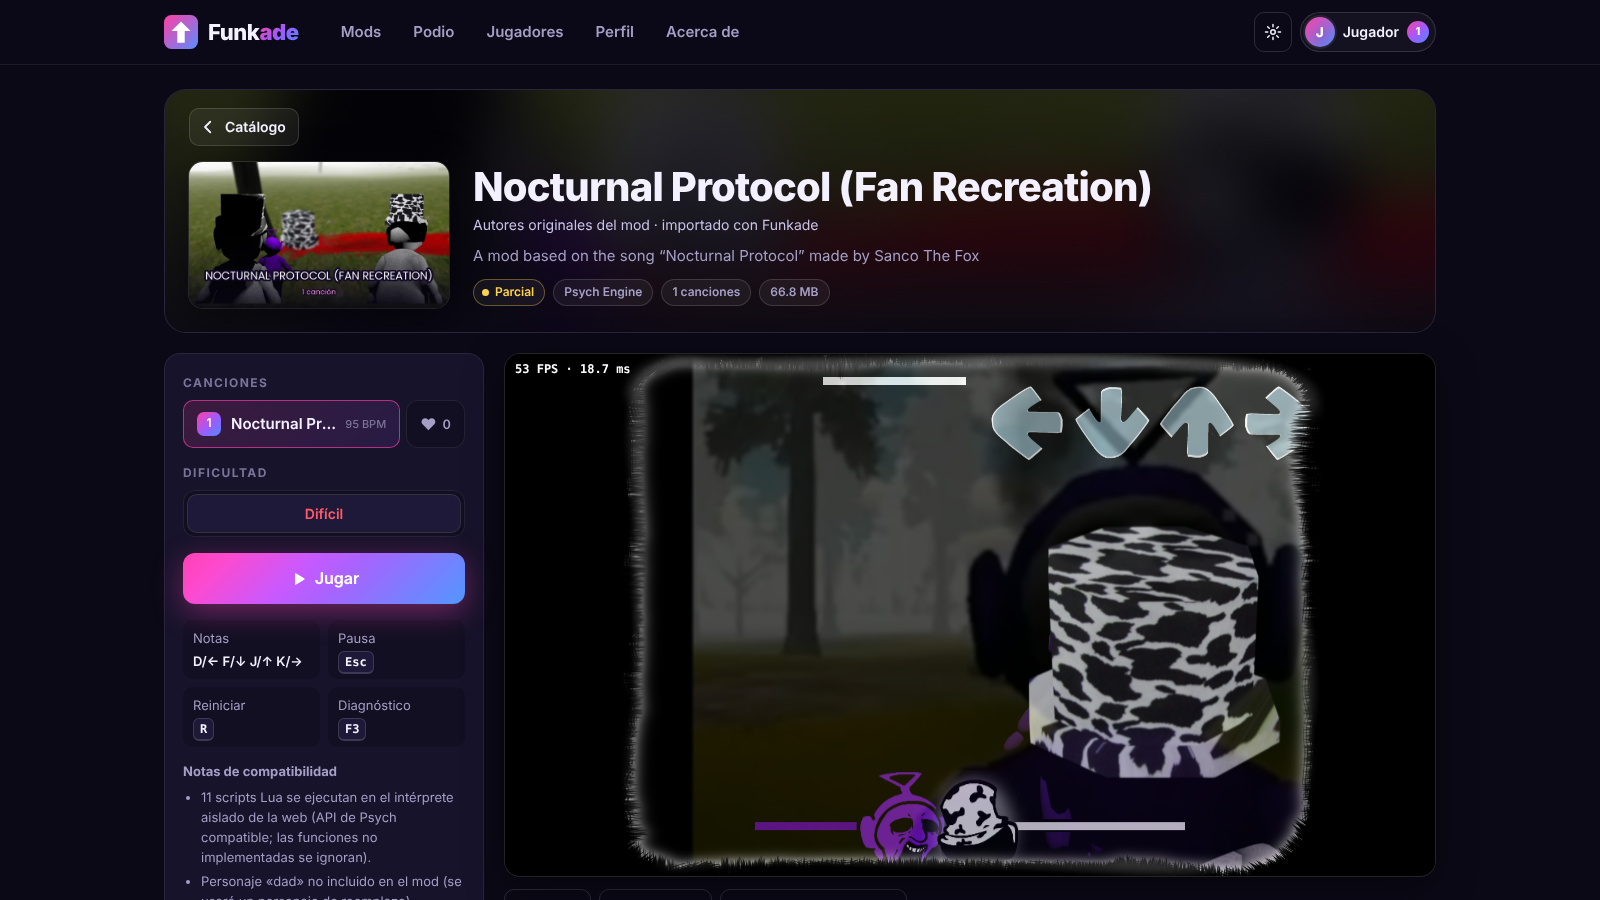 Funkade
Mods
Podio
Jugadores
Perfil
Acerca de
J
Jugador
1
Catálogo
NOCTURNAL PROTOCOL (FAN RECREATION)
1 canción
Nocturnal Protocol (Fan Recreation)
Autores originales del mod · importado con Funkade
A mod based on the song “Nocturnal Protocol” made by Sanco The Fox
Parcial
Psych Engine
1 canciones
66.8 MB
CANCIONES
1
Nocturnal Pr...
95 BPM
0
DIFICULTAD
Difícil
Jugar
Notas
D/← F/↓ J/↑ K/→
Pausa
Esc
Reiniciar
R
Diagnóstico
F3
Notas de compatibilidad
• 11 scripts Lua se ejecutan en el intérprete
aislado de la web (API de Psych
compatible; las funciones no
implementadas se ignoran).
• Personaje «dad» no incluido en el mod (se
53 FPS · 18.7 ms